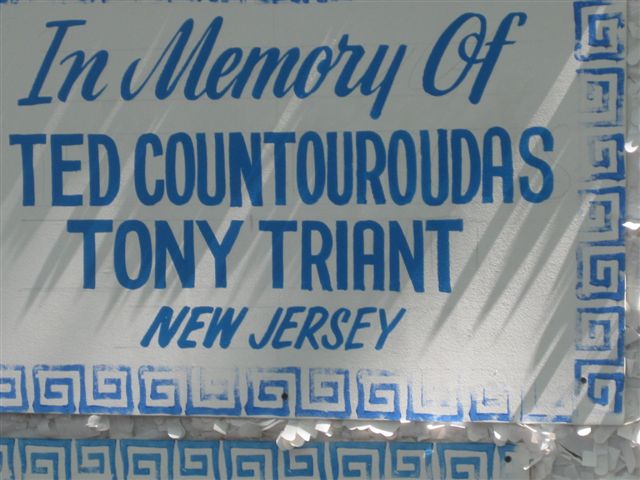 In Memory Of
TED COUNTOUROUDAS
TONY TRIANT
NEW JERSEY